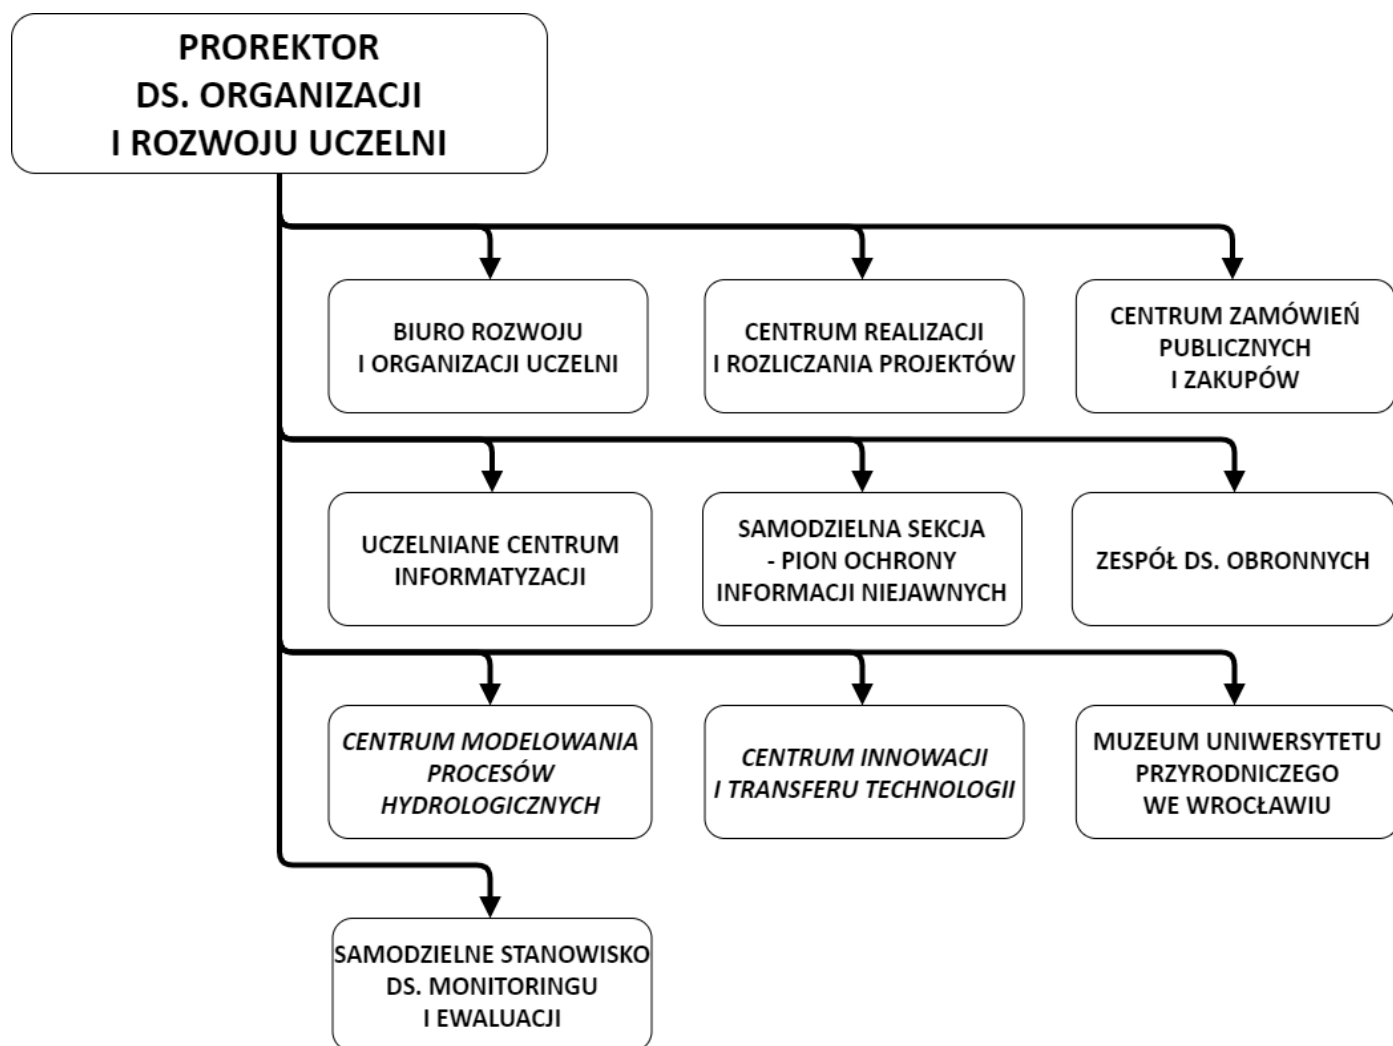 PROREKTOR
DS. ORGANIZACJI
I ROZWOJU UCZELNI
BIURO ROZWOJU
I ORGANIZACJI UCZELNI
CENTRUM REALIZACJI
I ROZLICZANIA PROJEKTÓW
CENTRUM ZAMÓWIEŃ
PUBLICZNYCH
I ZAKUPÓW
UCZELNIANE CENTRUM
INFORMATYZACJI
SAMODZIELNA SEKCJA
- PION OCHRONY
INFORMACJI NIEJAWNYCH
ZESPÓŁ DS. OBRONNYCH
CENTRUM MODELOWANIA
PROCESÓW
HYDROLOGICZNYCH
CENTRUM INNOWACJI
I TRANSFERU TECHNOLOGII
MUZEUM UNIWERSYTETU
PRZYRODNICZEGO
WE WROCŁAWIU
SAMODZIELNE STANOWISKO
DS. MONITORINGU
I EWALUACJI